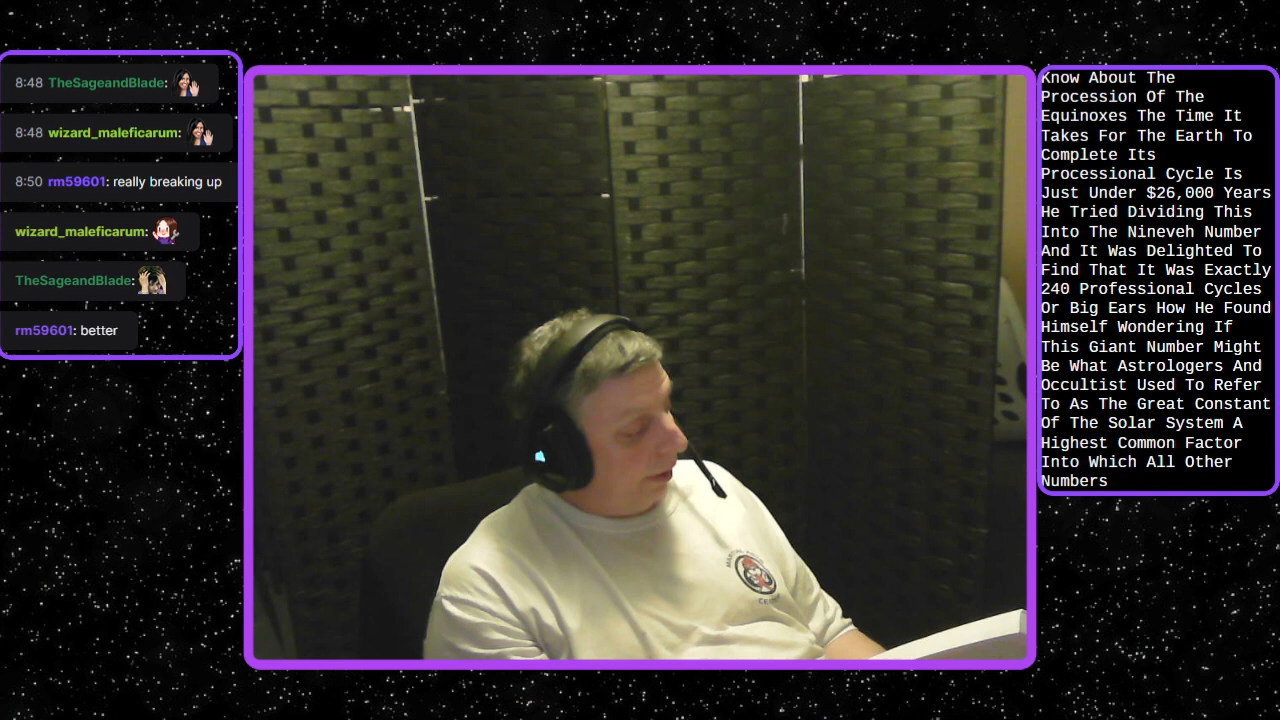 8:48 TheSageandBlade:
8:48 wizard_maleficarum:
8:50 rm59601: really breaking up
wizard_maleficarum:
TheSageandBlade:
rm59601: better
Know About The
Procession Of The
Equinoxes The Time It
Takes For The Earth To
Complete Its
Processional Cycle Is
Just Under $26,000 Years
He Tried Dividing This
Into The Nineveh Number
And It Was Delighted To
Find That It Was Exactly
240 Professional Cycles
Or Big Ears How He Found
Himself Wondering If
This Giant Number Might
Be What Astrologers And
Occultist Used To Refer
To As The Great Constant
Of The Solar System A
Highest Common Factor
Into Which All Other
Numbers